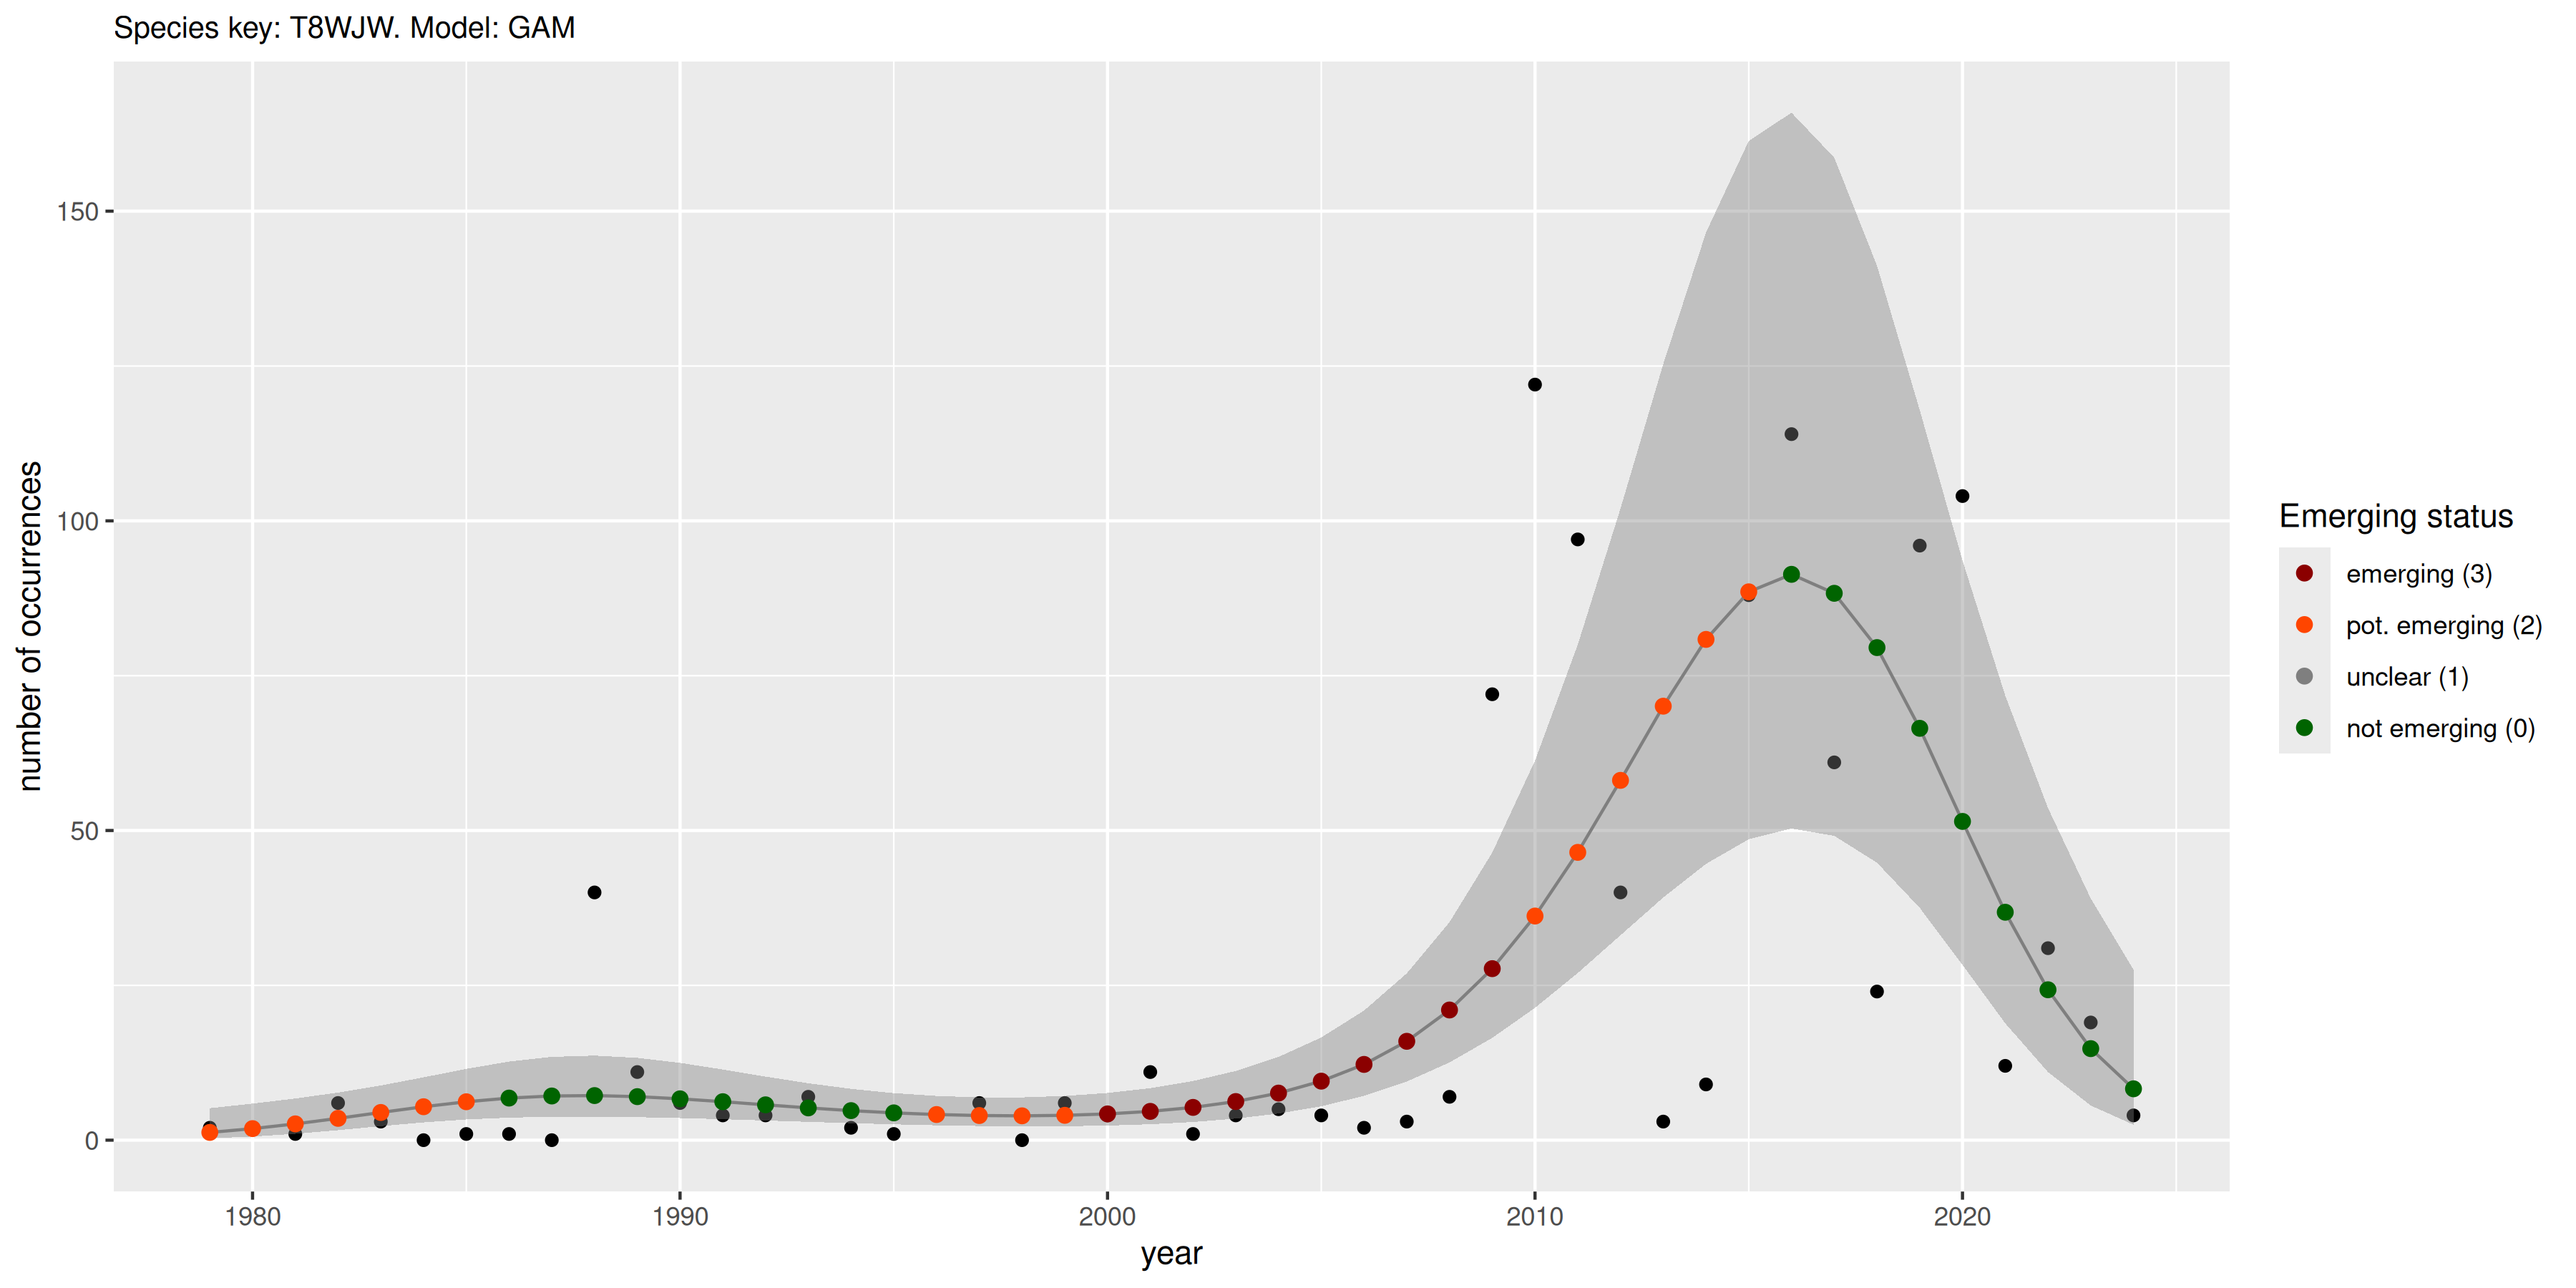 Species key: T8WJW. Model: GAM
150
100
50
0
number of occurrences
1980
1990
2000
2010
2020
year
Emerging status
emerging (3)
pot. emerging (2)
unclear (1)
not emerging (0)